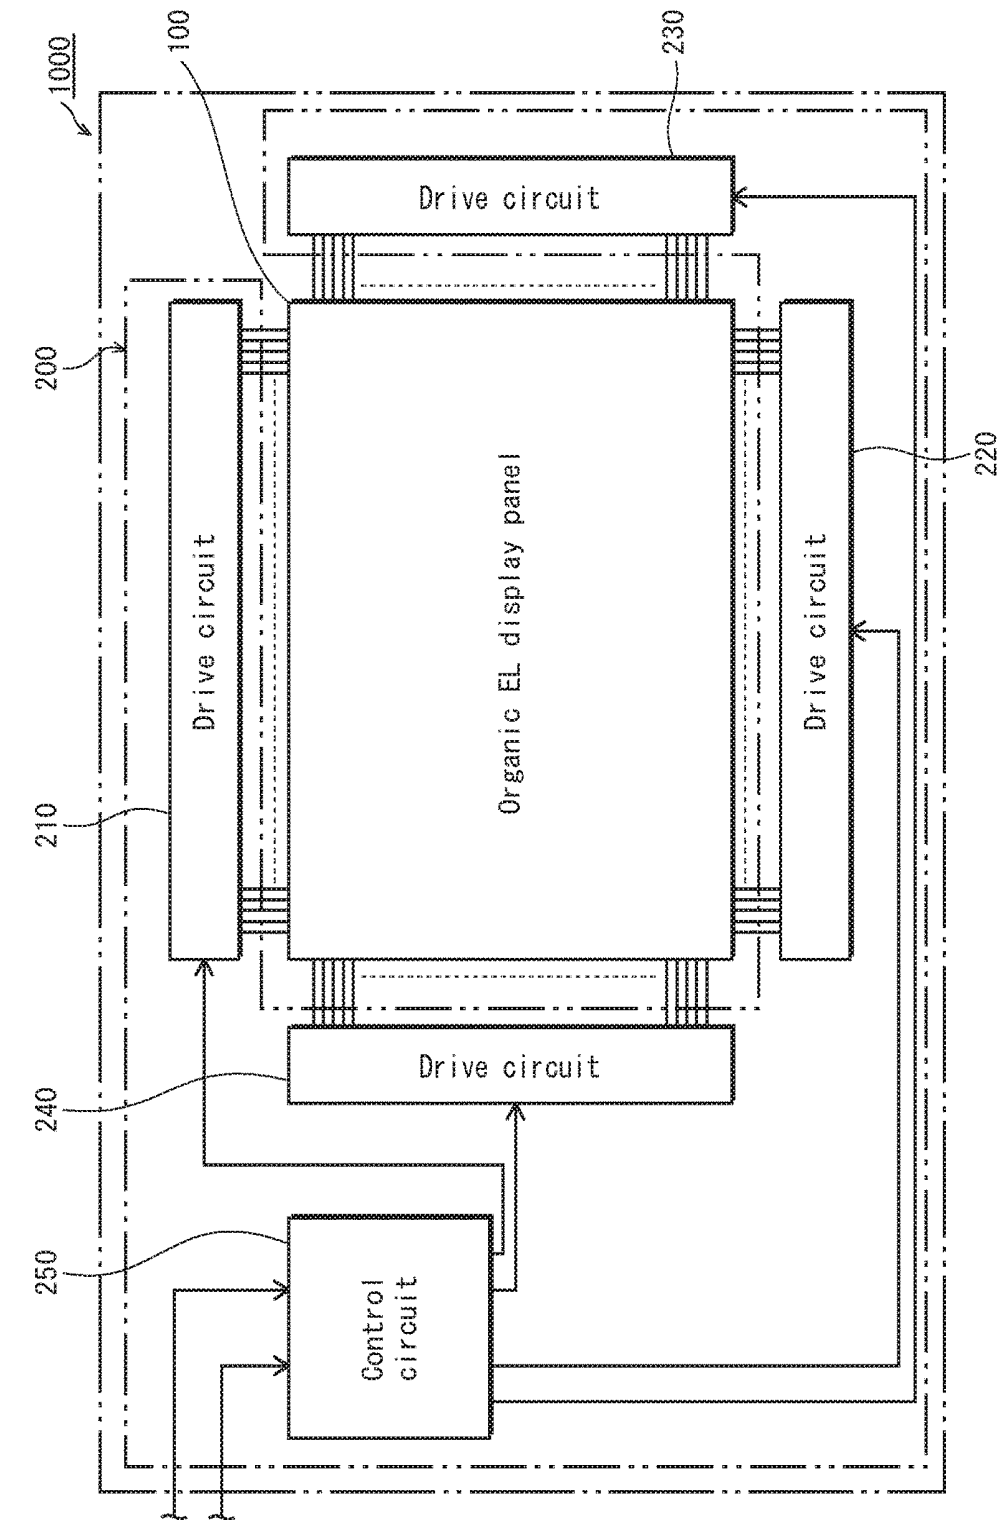 1000
100
230
200
Drive circuit
Drive circuit
210
Organic EL display panel
Drive circuit
220
240
Drive circuit
250
Control
circuit